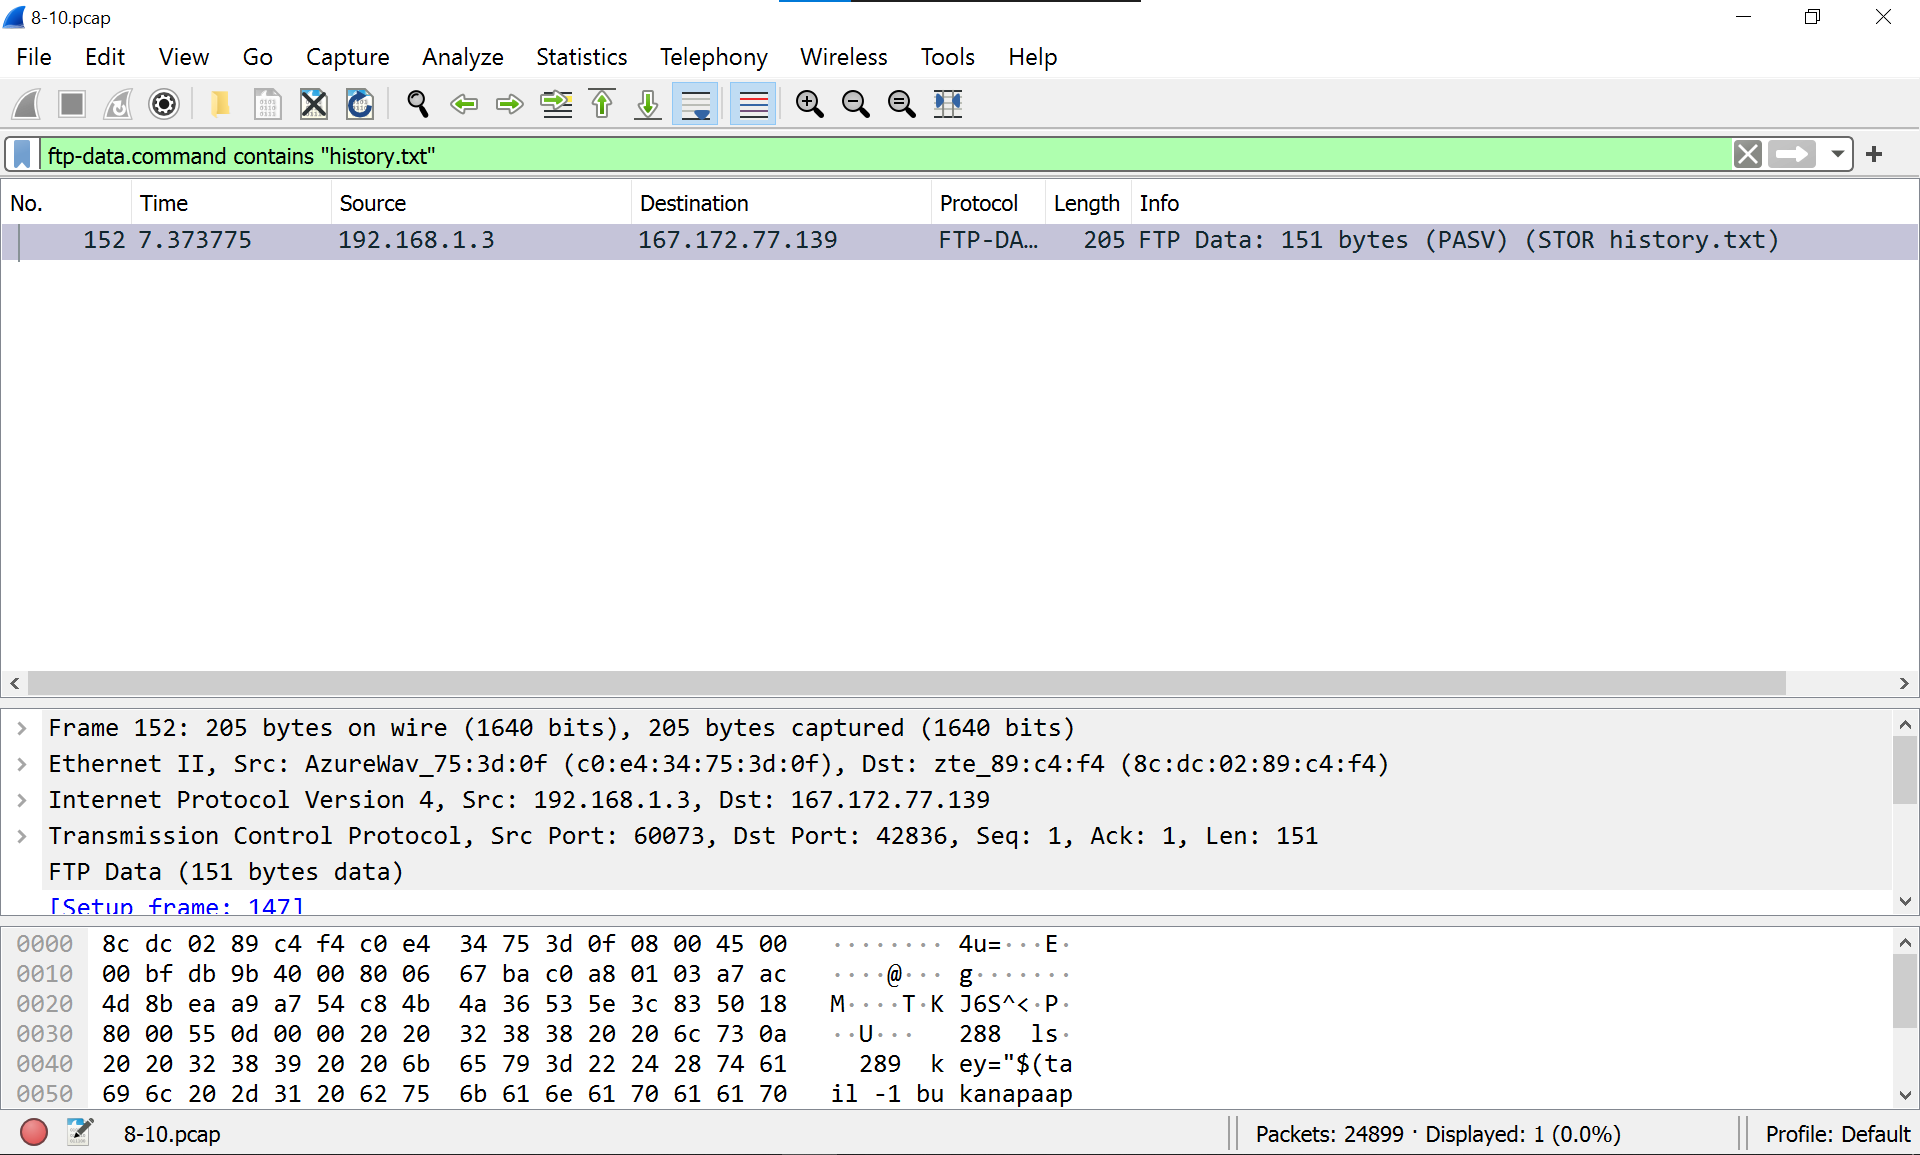 8-10.pcap
File Edit View Go Capture Analyze Statistics Telephony Wireless Tools Help
ftp-data.command contains "history.txt"
No. Time Source Destination Protocol Length Info
152 7.373775 192.168.1.3 167.172.77.139 FTP-DA… 205 FTP Data: 151 bytes (PASV) (STOR history.txt)
Frame 152: 205 bytes on wire (1640 bits), 205 bytes captured (1640 bits)
Ethernet II, Src: AzureWav_75:3d:0f (c0:e4:34:75:3d:0f), Dst: zte_89:c4:f4 (8c:dc:02:89:c4:f4)
Internet Protocol Version 4, Src: 192.168.1.3, Dst: 167.172.77.139
Transmission Control Protocol, Src Port: 60073, Dst Port: 42836, Seq: 1, Ack: 1, Len: 151
FTP Data (151 bytes data)
[Setup frame: 147]
0000 8c dc 02 89 c4 f4 c0 e4 34 75 3d 0f 08 00 45 00 ········ 4u=···E·
0010 00 bf db 9b 40 00 80 06 67 ba c0 a8 01 03 a7 ac ····@··· g·······
0020 4d 8b ea a9 a7 54 c8 4b 4a 36 53 5e 3c 83 50 18 M····T·K J6S^<·P·
0030 80 00 55 0d 00 00 20 20 32 38 38 20 20 6c 73 0a ··U··· 288 ls·
0040 20 20 32 38 39 20 20 6b 65 79 3d 22 24 28 74 61 289 k ey="$(ta
0050 69 6c 20 2d 31 20 62 75 6b 61 6e 61 70 61 61 70 il -1 bu kanapaap
8-10.pcap Packets: 24899 · Displayed: 1 (0.0%) Profile: Default